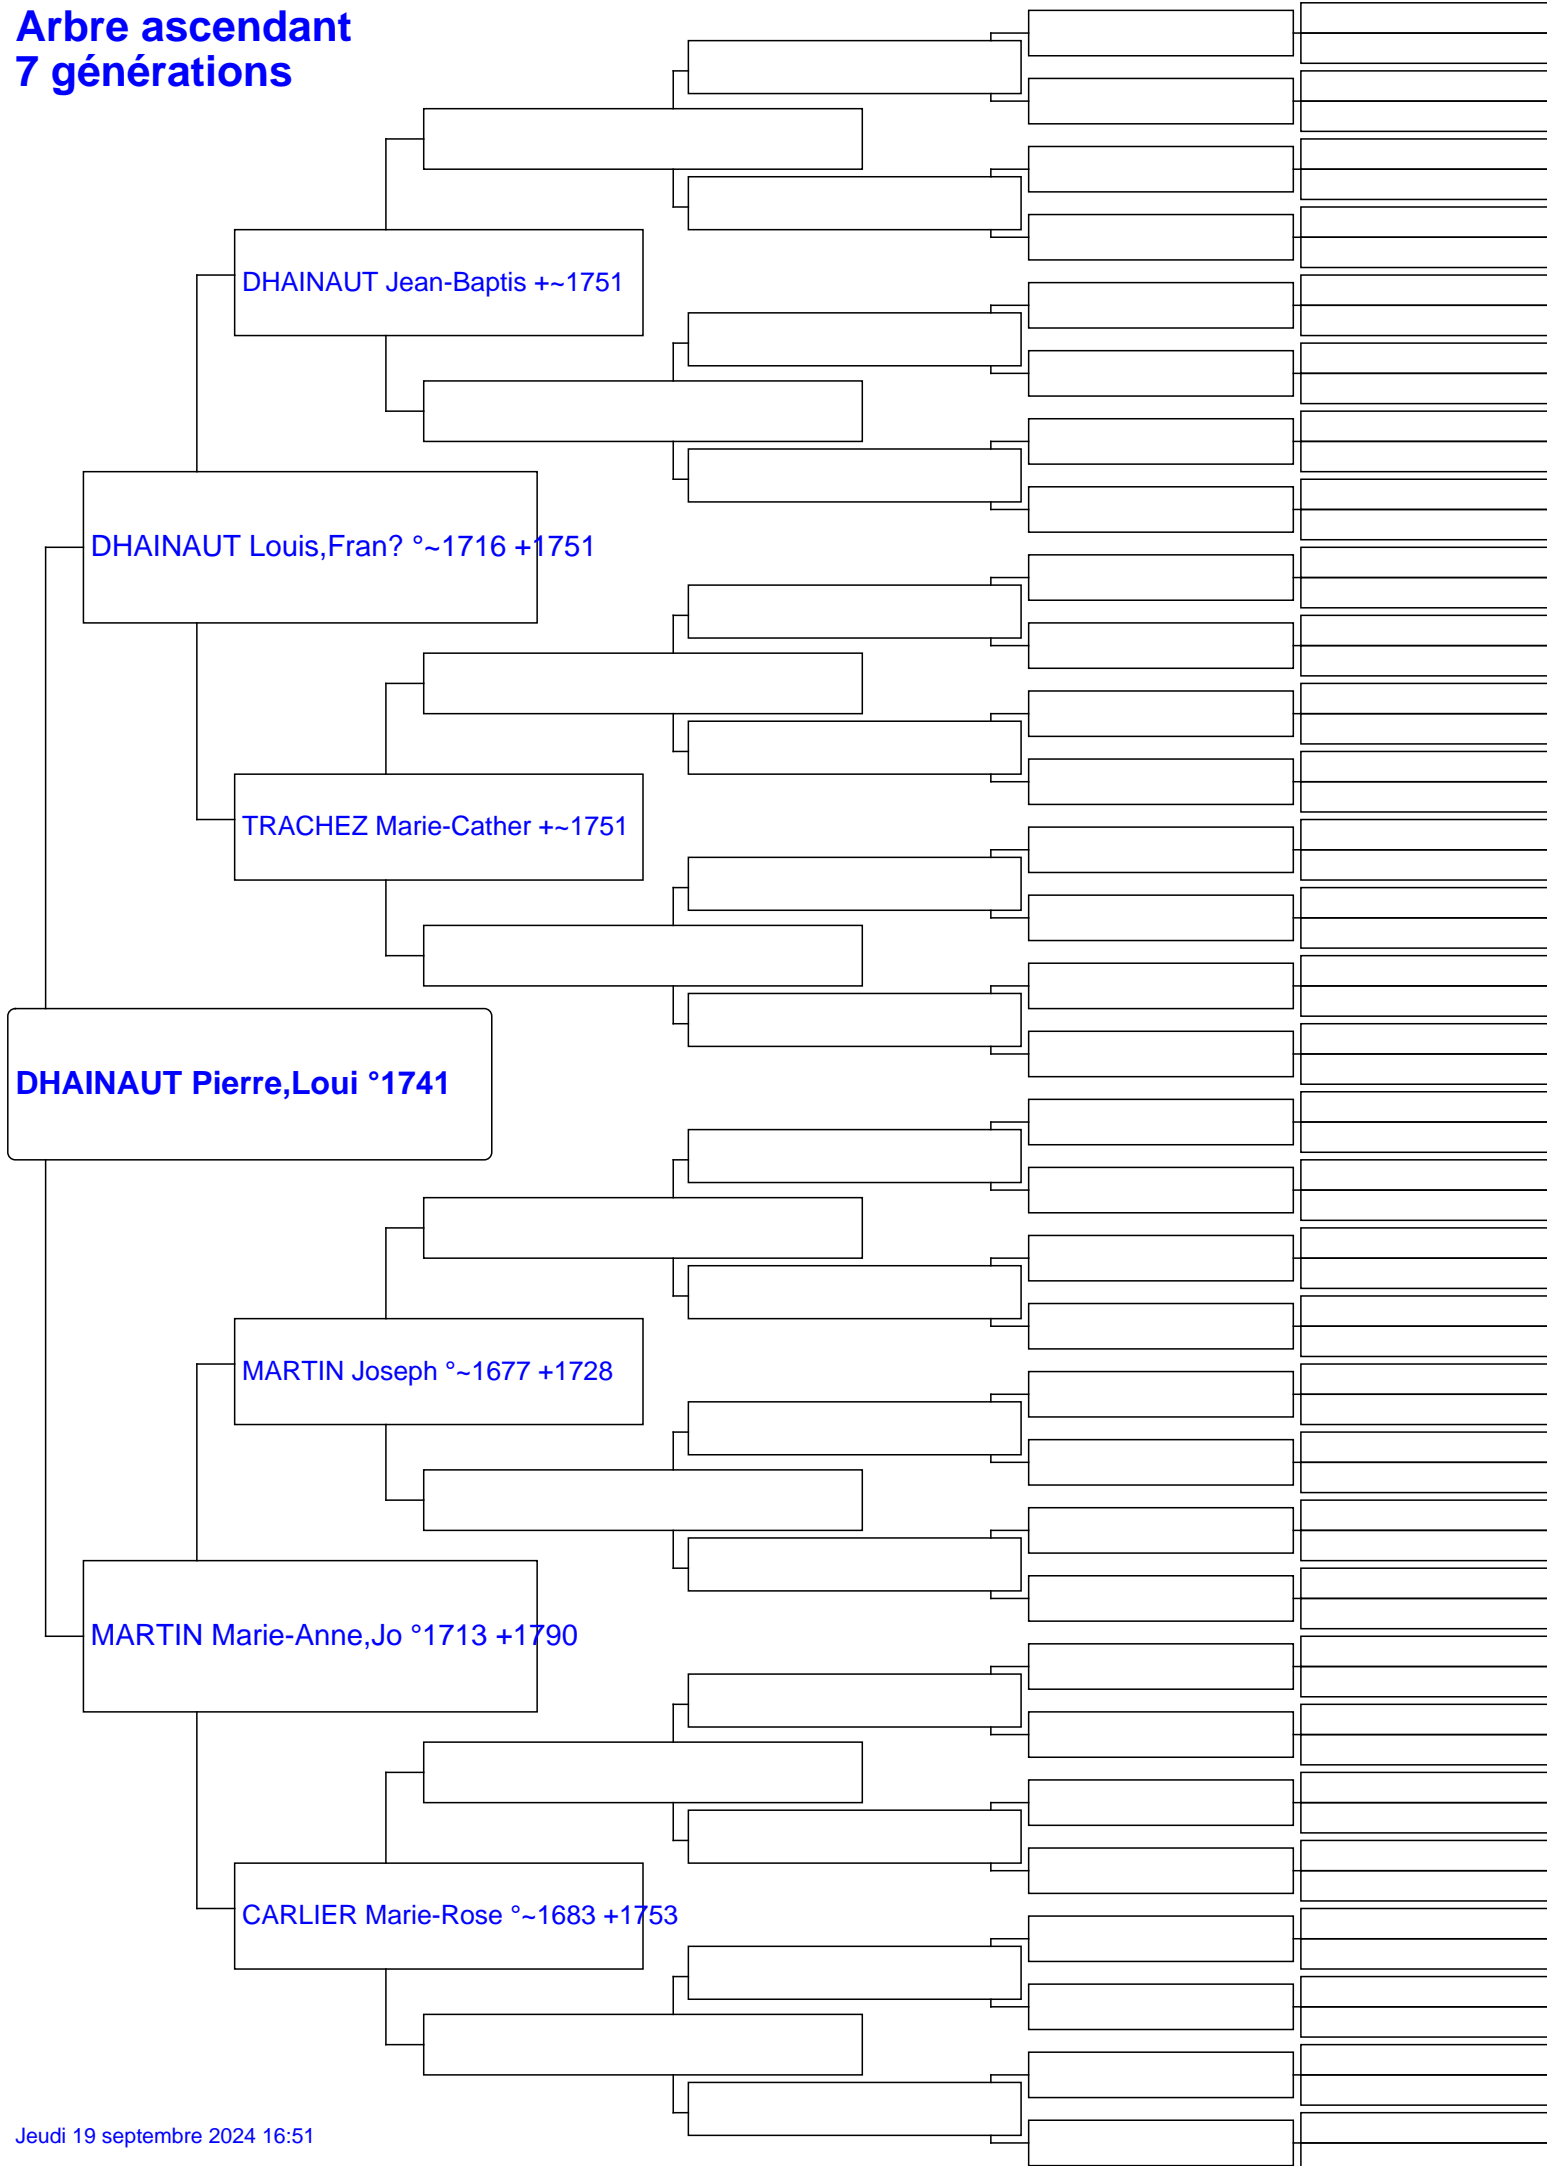 Arbre ascendant
7 générations
DHAINAUT Jean-Baptis +~1751
DHAINAUT Louis,Fran? °~1716 +1751
TRACHEZ Marie-Cather +~1751
DHAINAUT Pierre,Loui °1741
MARTIN Joseph °~1677 +1728
MARTIN Marie-Anne,Jo °1713 +1790
CARLIER Marie-Rose °~1683 +1753
Jeudi 19 septembre 2024 16:51